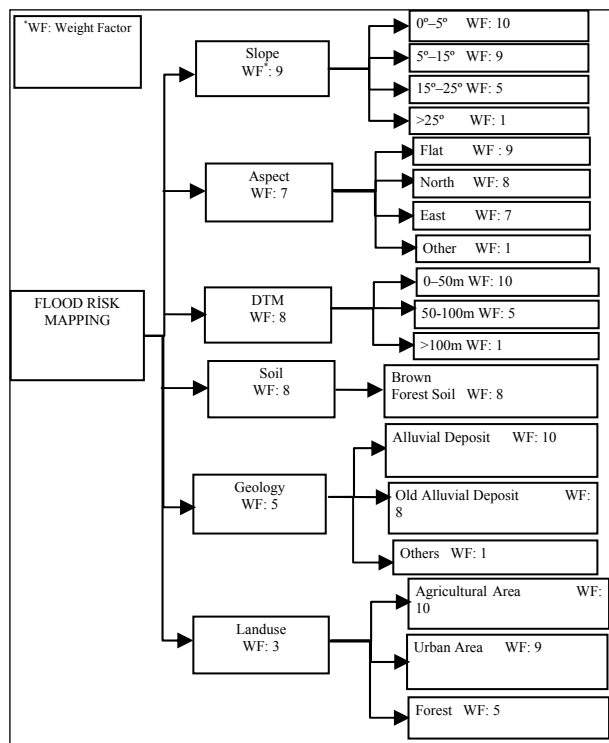 *WF: Weight Factor
FLOOD RİSK
MAPPING
Slope
WF*: 9
0º–5º WF: 10
5º–15º WF: 9
15º–25º WF: 5
>25º WF: 1
Aspect
WF: 7
Flat WF : 9
North WF: 8
East WF: 7
Other WF: 1
DTM
WF: 8
0–50m WF: 10
50-100m WF: 5
>100m WF: 1
Soil
WF: 8
Brown
Forest Soil WF: 8
Geology
WF: 5
Alluvial Deposit WF: 10
Old Alluvial Deposit WF:
8
Others WF: 1
Landuse
WF: 3
Agricultural Area WF:
10
Urban Area WF: 9
Forest WF: 5